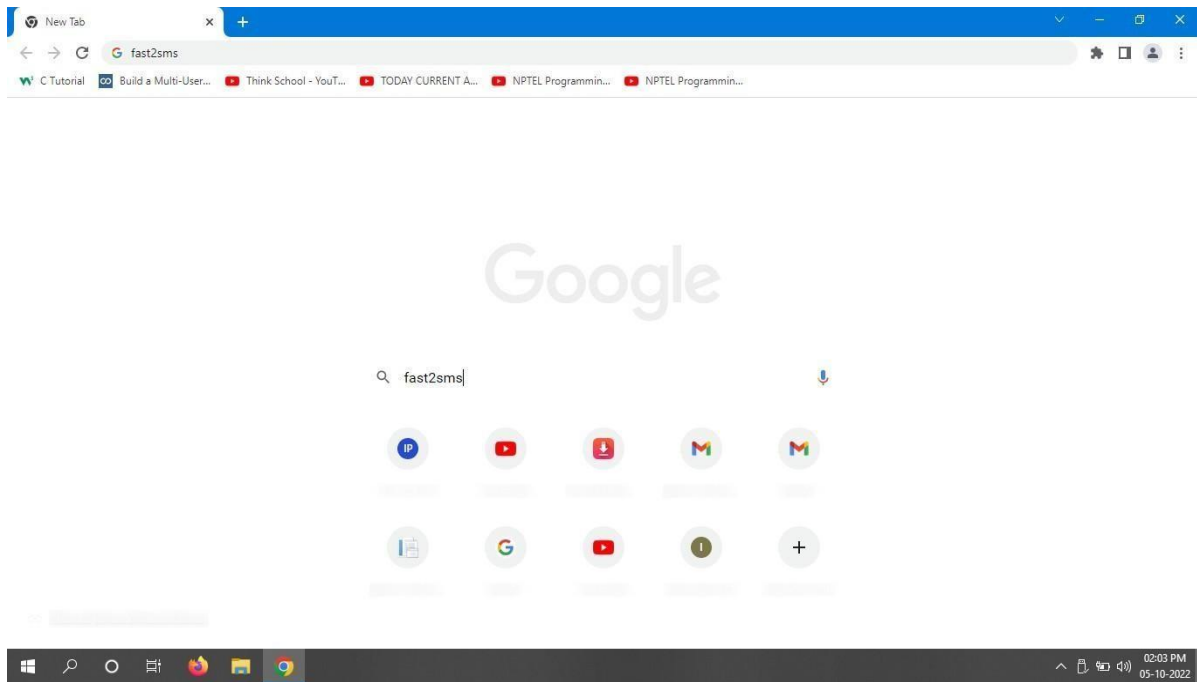 New Tab
fast2sms
C Tutorial Build a Multi-User... Think School - YouT... TODAY CURRENT A... NPTEL Programmin... NPTEL Programmin...
Google
fast2sms
IP
I
02:03 PM
05-10-2022